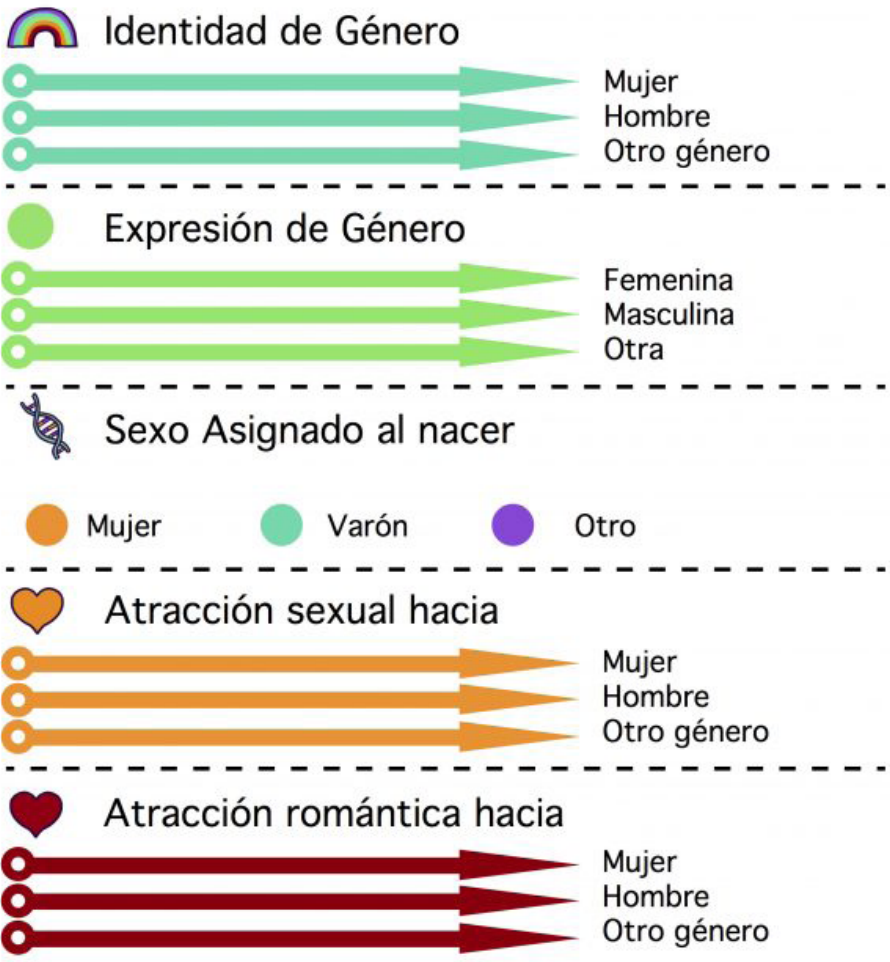 Identidad de Género
Mujer
Hombre
Otro género
Expresión de Género
Femenina
Masculina
Otra
Sexo Asignado al nacer
Mujer Varón Otro
Atracción sexual hacia
Mujer
Hombre
Otro género
Atracción romántica hacia
Mujer
Hombre
Otro género